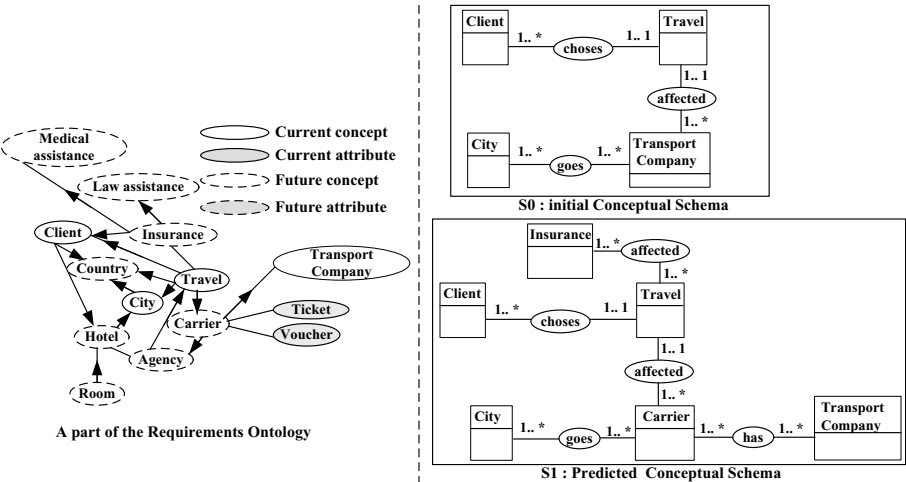 Medical
assistance
Current concept
Current attribute
Future concept
Future attribute
Law assistance
Client
Insurance
Country
Transport
Company
Travel
City
Ticket
Carrier
Voucher
Hotel
Agency
Room
A part of the Requirements Ontology
Client
Travel
1.. *
choses
1.. 1
1.. 1
affected
1.. *
City
1.. *
goes
1.. *
Transport
Company
S0 : initial Conceptual Schema
Insurance
1.. *
affected
1.. *
Client
Travel
1.. *
choses
1.. 1
1.. 1
affected
1.. *
City
Carrier
Transport
Company
1.. *
goes
1.. *
1.. *
has
1.. *
S1 : Predicted Conceptual Schema